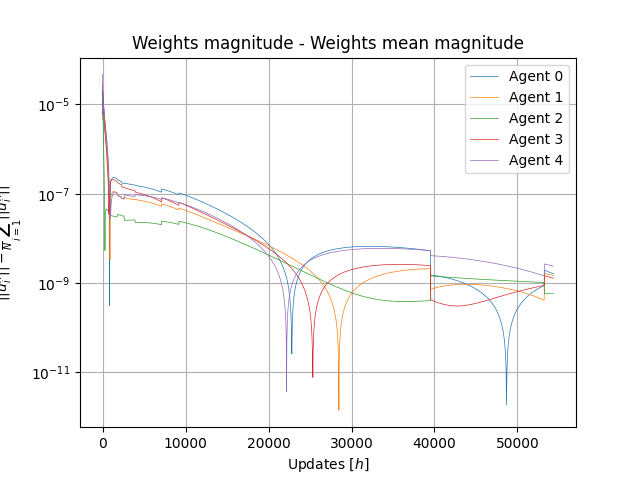 Weights magnitude - Weights mean magnitude
10⁻⁵
10⁻⁷
10⁻⁹
10⁻¹¹
Agent 0
Agent 1
Agent 2
Agent 3
Agent 4
0
10000
20000
30000
40000
50000
Updates [h]